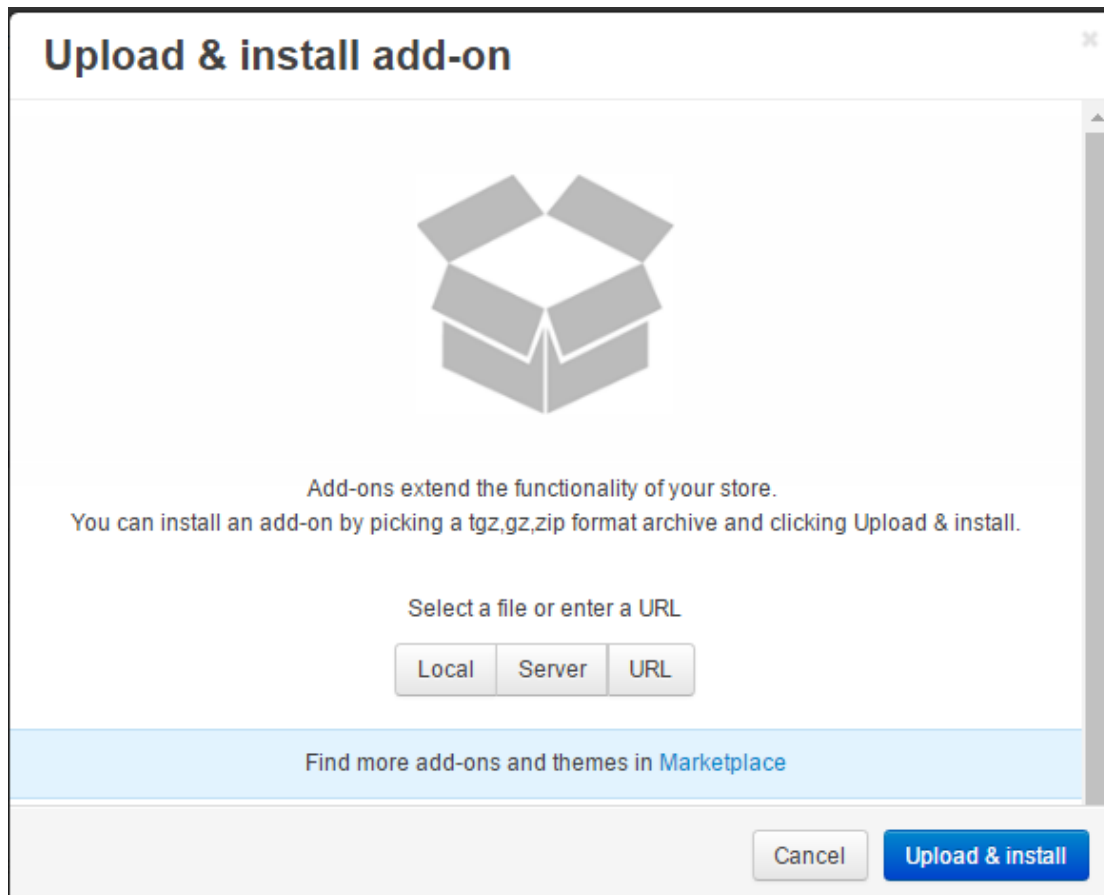 Upload & install add-on
Add-ons extend the functionality of your store.
You can install an add-on by picking a tgz,gz,zip format archive and clicking Upload & install.
Select a file or enter a URL
Local Server URL
Find more add-ons and themes in Marketplace
Cancel Upload & install